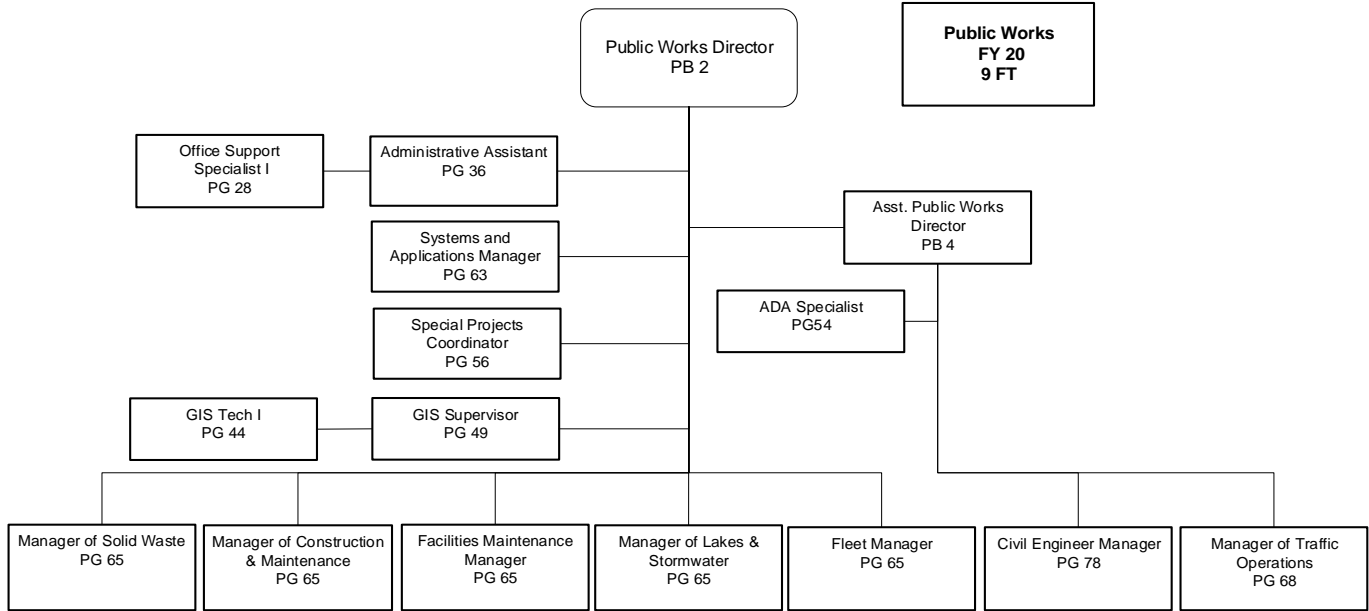 Public Works Director
PB 2
Public Works
FY 20
9 FT
Office Support
Specialist I
PG 28
Administrative Assistant
PG 36
Systems and
Applications Manager
PG 63
Asst. Public Works
Director
PB 4
Special Projects
Coordinator
PG 56
ADA Specialist
PG54
GIS Tech I
PG 44
GIS Supervisor
PG 49
Manager of Solid Waste
PG 65
Manager of Construction
& Maintenance
PG 65
Facilities Maintenance
Manager
PG 65
Manager of Lakes &
Stormwater
PG 65
Fleet Manager
PG 65
Civil Engineer Manager
PG 78
Manager of Traffic
Operations
PG 68